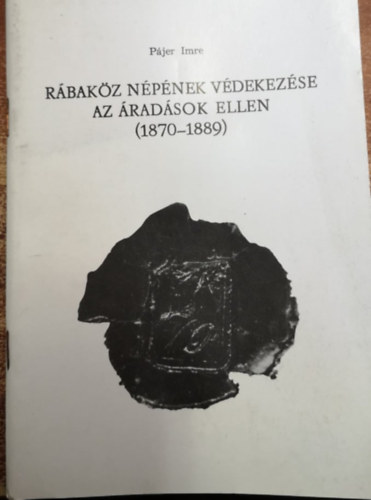 Pájer Imre
RÁBAKÖZ NÉPÉNEK VÉDEKEZÉSE
AZ ÁRADÁSOK ELLEN
(1870–1889)